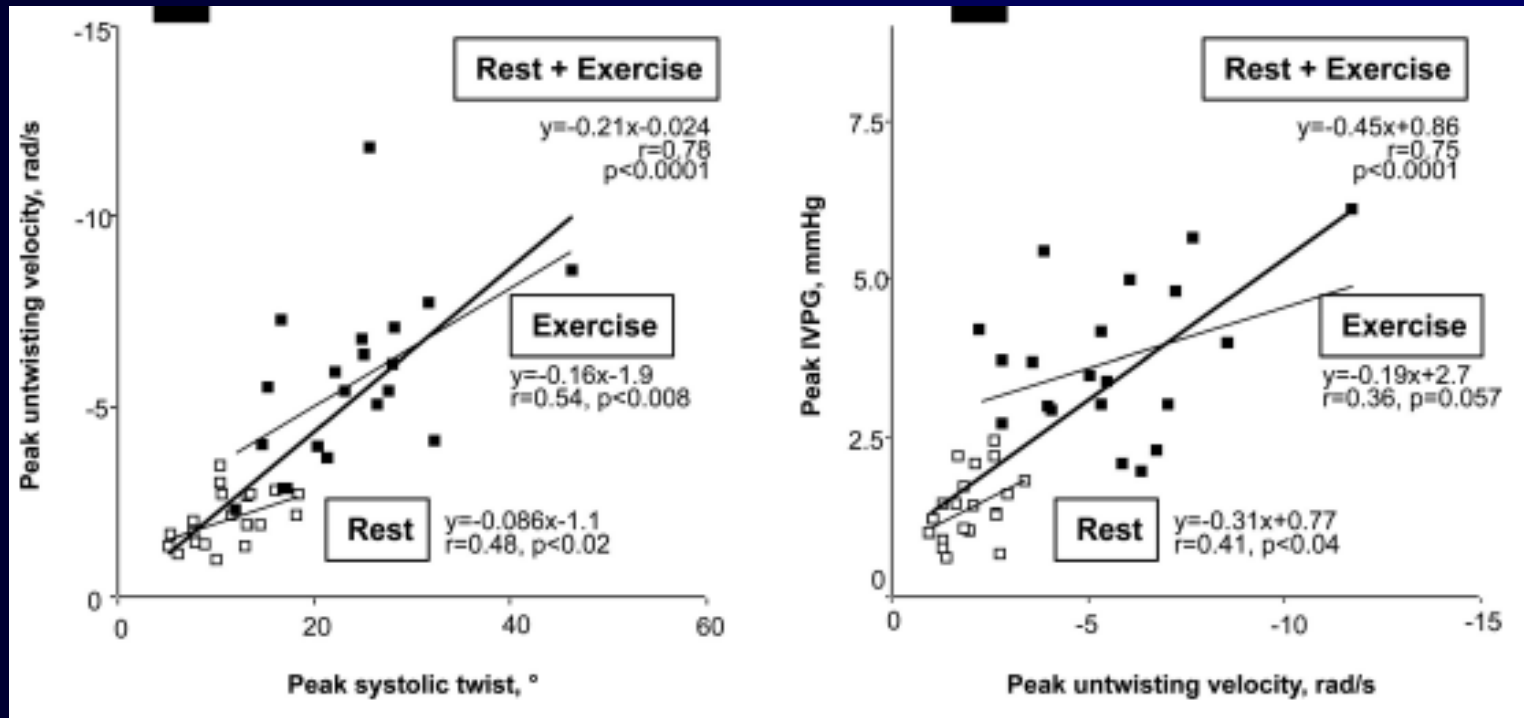 -15
-10
-5
0
0
20
40
60
Peak untwisting velocity, rad/s
Peak systolic twist, °
Rest + Exercise
y=-0.21x-0.024
r=0.78
p<0.0001
Exercise
y=-0.16x-1.9
r=0.54, p<0.008
Rest
y=-0.086x-1.1
r=0.48, p<0.02
7.5
5.0
2.5
0
0
-5
-10
-15
Peak IVPG, mmHg
Peak untwisting velocity, rad/s
Rest + Exercise
y=-0.45x+0.86
r=0.75
p<0.0001
Exercise
y=-0.19x+2.7
r=0.36, p=0.057
Rest
y=-0.31x+0.77
r=0.41, p<0.04